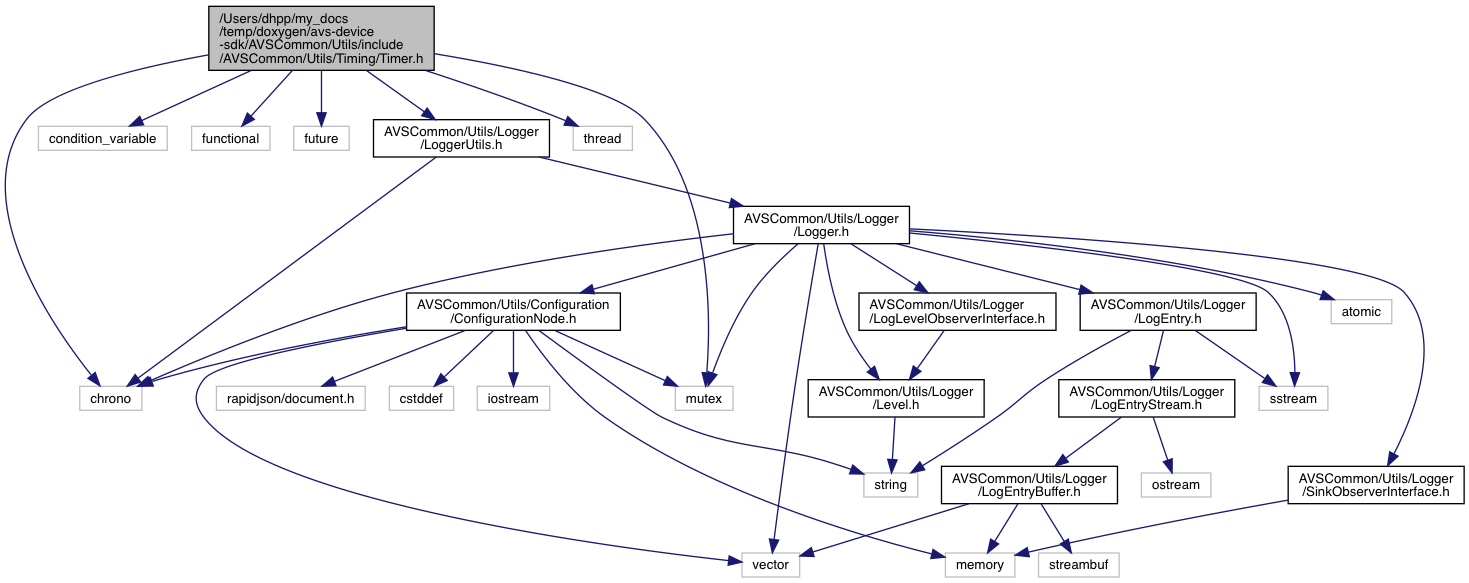 /Users/dhpp/my_docs
/temp/doxygen/avs-device
-sdk/AVSCommon/Utils/include
/AVSCommon/Utils/Timing/Timer.h
condition_variable
functional
future
AVSCommon/Utils/Logger
/LoggerUtils.h
thread
AVSCommon/Utils/Logger
/Logger.h
AVSCommon/Utils/Configuration
/ConfigurationNode.h
AVSCommon/Utils/Logger
/LogLevelObserverInterface.h
AVSCommon/Utils/Logger
/LogEntry.h
atomic
chrono
rapidjson/document.h
cstddef
iostream
mutex
AVSCommon/Utils/Logger
/Level.h
AVSCommon/Utils/Logger
/LogEntryStream.h
sstream
string
AVSCommon/Utils/Logger
/LogEntryBuffer.h
ostream
AVSCommon/Utils/Logger
/SinkObserverInterface.h
vector
memory
streambuf